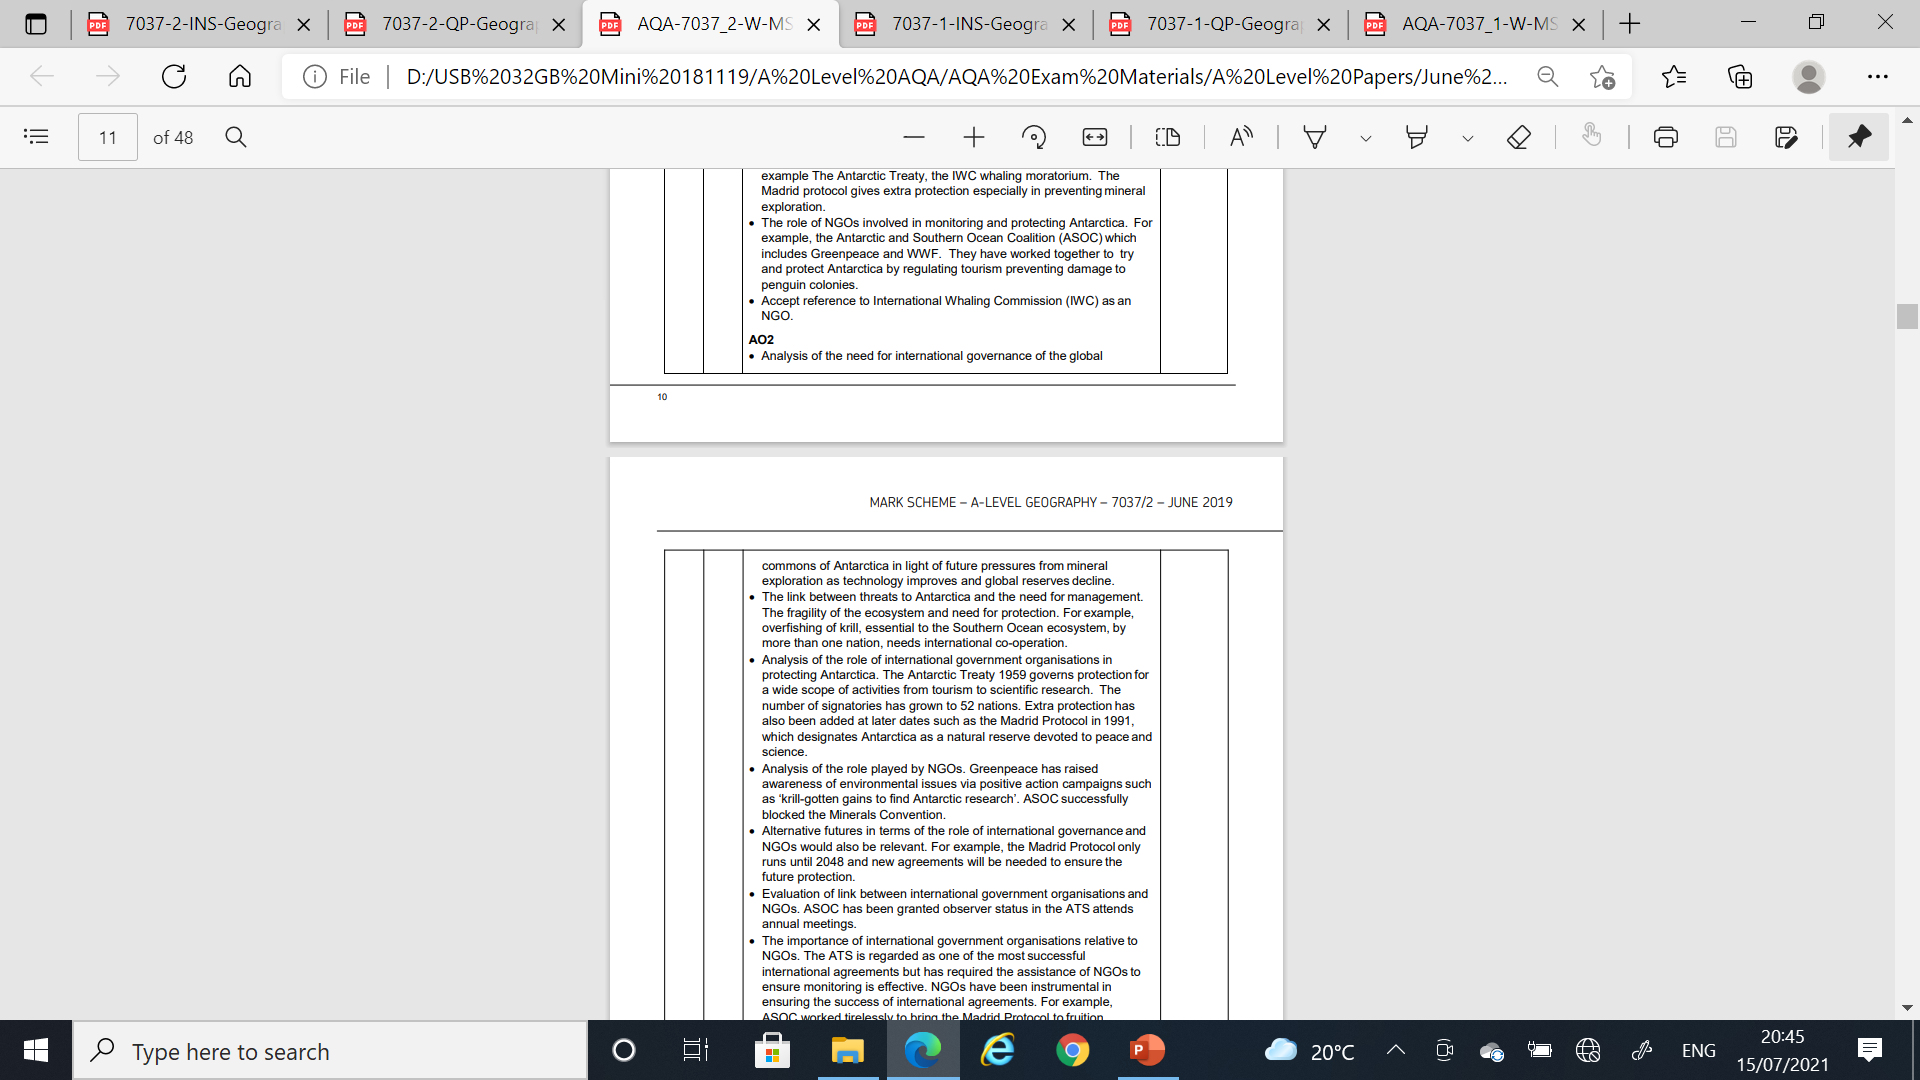 7037-2-INS-Geogra
7037-2-QP-Geogra
AQA-7037_2-W-MS
7037-1-INS-Geogra
7037-1-QP-Geogra
AQA-7037_1-W-MS
File
D:/USB%2032GB%20Mini%20181119/A%20Level%20AQA/AQA%20Exam%20Materials/A%20Level%20Papers/June%2...
11 of 48
example The Antarctic Treaty, the IWC whaling moratorium. The
Madrid protocol gives extra protection especially in preventing mineral
exploration.
• The role of NGOs involved in monitoring and protecting Antarctica. For
example, the Antarctic and Southern Ocean Coalition (ASOC) which
includes Greenpeace and WWF. They have worked together to try
and protect Antarctica by regulating tourism preventing damage to
penguin colonies.
• Accept reference to International Whaling Commission (IWC) as an
NGO.
AO2
• Analysis of the need for international governance of the global
10
MARK SCHEME – A-LEVEL GEOGRAPHY – 7037/2 – JUNE 2019
commons of Antarctica in light of future pressures from mineral
exploration as technology improves and global reserves decline.
• The link between threats to Antarctica and the need for management.
The fragility of the ecosystem and need for protection. For example,
overfishing of krill, essential to the Southern Ocean ecosystem, by
more than one nation, needs international co-operation.
• Analysis of the role of international government organisations in
protecting Antarctica. The Antarctic Treaty 1959 governs protection for
a wide scope of activities from tourism to scientific research. The
number of signatories has grown to 52 nations. Extra protection has
also been added at later dates such as the Madrid Protocol in 1991,
which designates Antarctica as a natural reserve devoted to peace and
science.
• Analysis of the role played by NGOs. Greenpeace has raised
awareness of environmental issues via positive action campaigns such
as ‘krill-gotten gains to find Antarctic research’. ASOC successfully
blocked the Minerals Convention.
• Alternative futures in terms of the role of international governance and
NGOs would also be relevant. For example, the Madrid Protocol only
runs until 2048 and new agreements will be needed to ensure the
future protection.
• Evaluation of link between international government organisations and
NGOs. ASOC has been granted observer status in the ATS attends
annual meetings.
• The importance of international government organisations relative to
NGOs. The ATS is regarded as one of the most successful
international agreements but has required the assistance of NGOs to
ensure monitoring is effective. NGOs have been instrumental in
ensuring the success of international agreements. For example,
ASOC worked tirelessly to bring the Madrid Protocol to fruition
Type here to search
20°C
ENG
20:45
15/07/2021